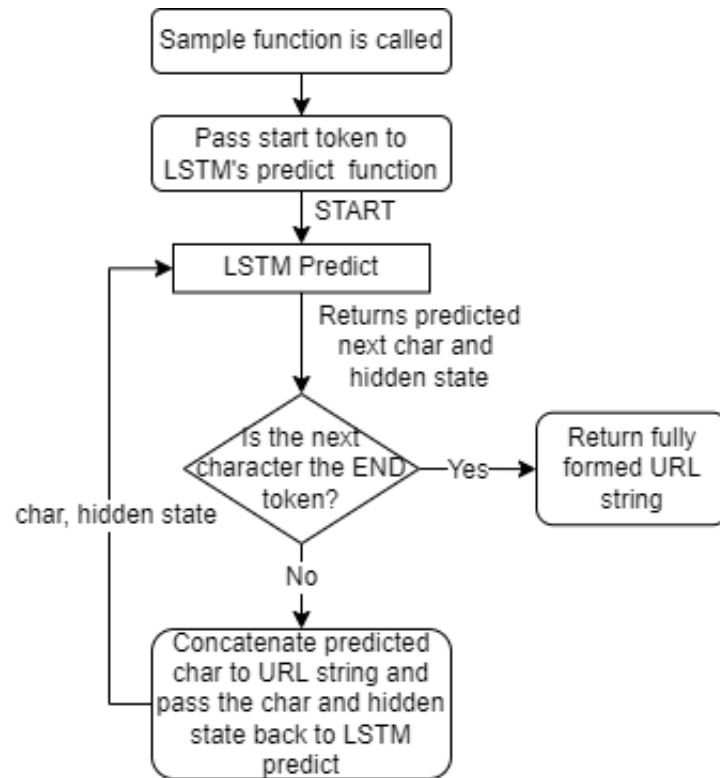 Sample function is called
Pass start token to
LSTM's predict function
START
LSTM Predict
Returns predicted
next char and
hidden state
Is the next
character the END
token?
Yes
Return fully
formed URL
string
char, hidden state
No
Concatenate predicted
char to URL string and
pass the char and hidden
state back to LSTM
predict